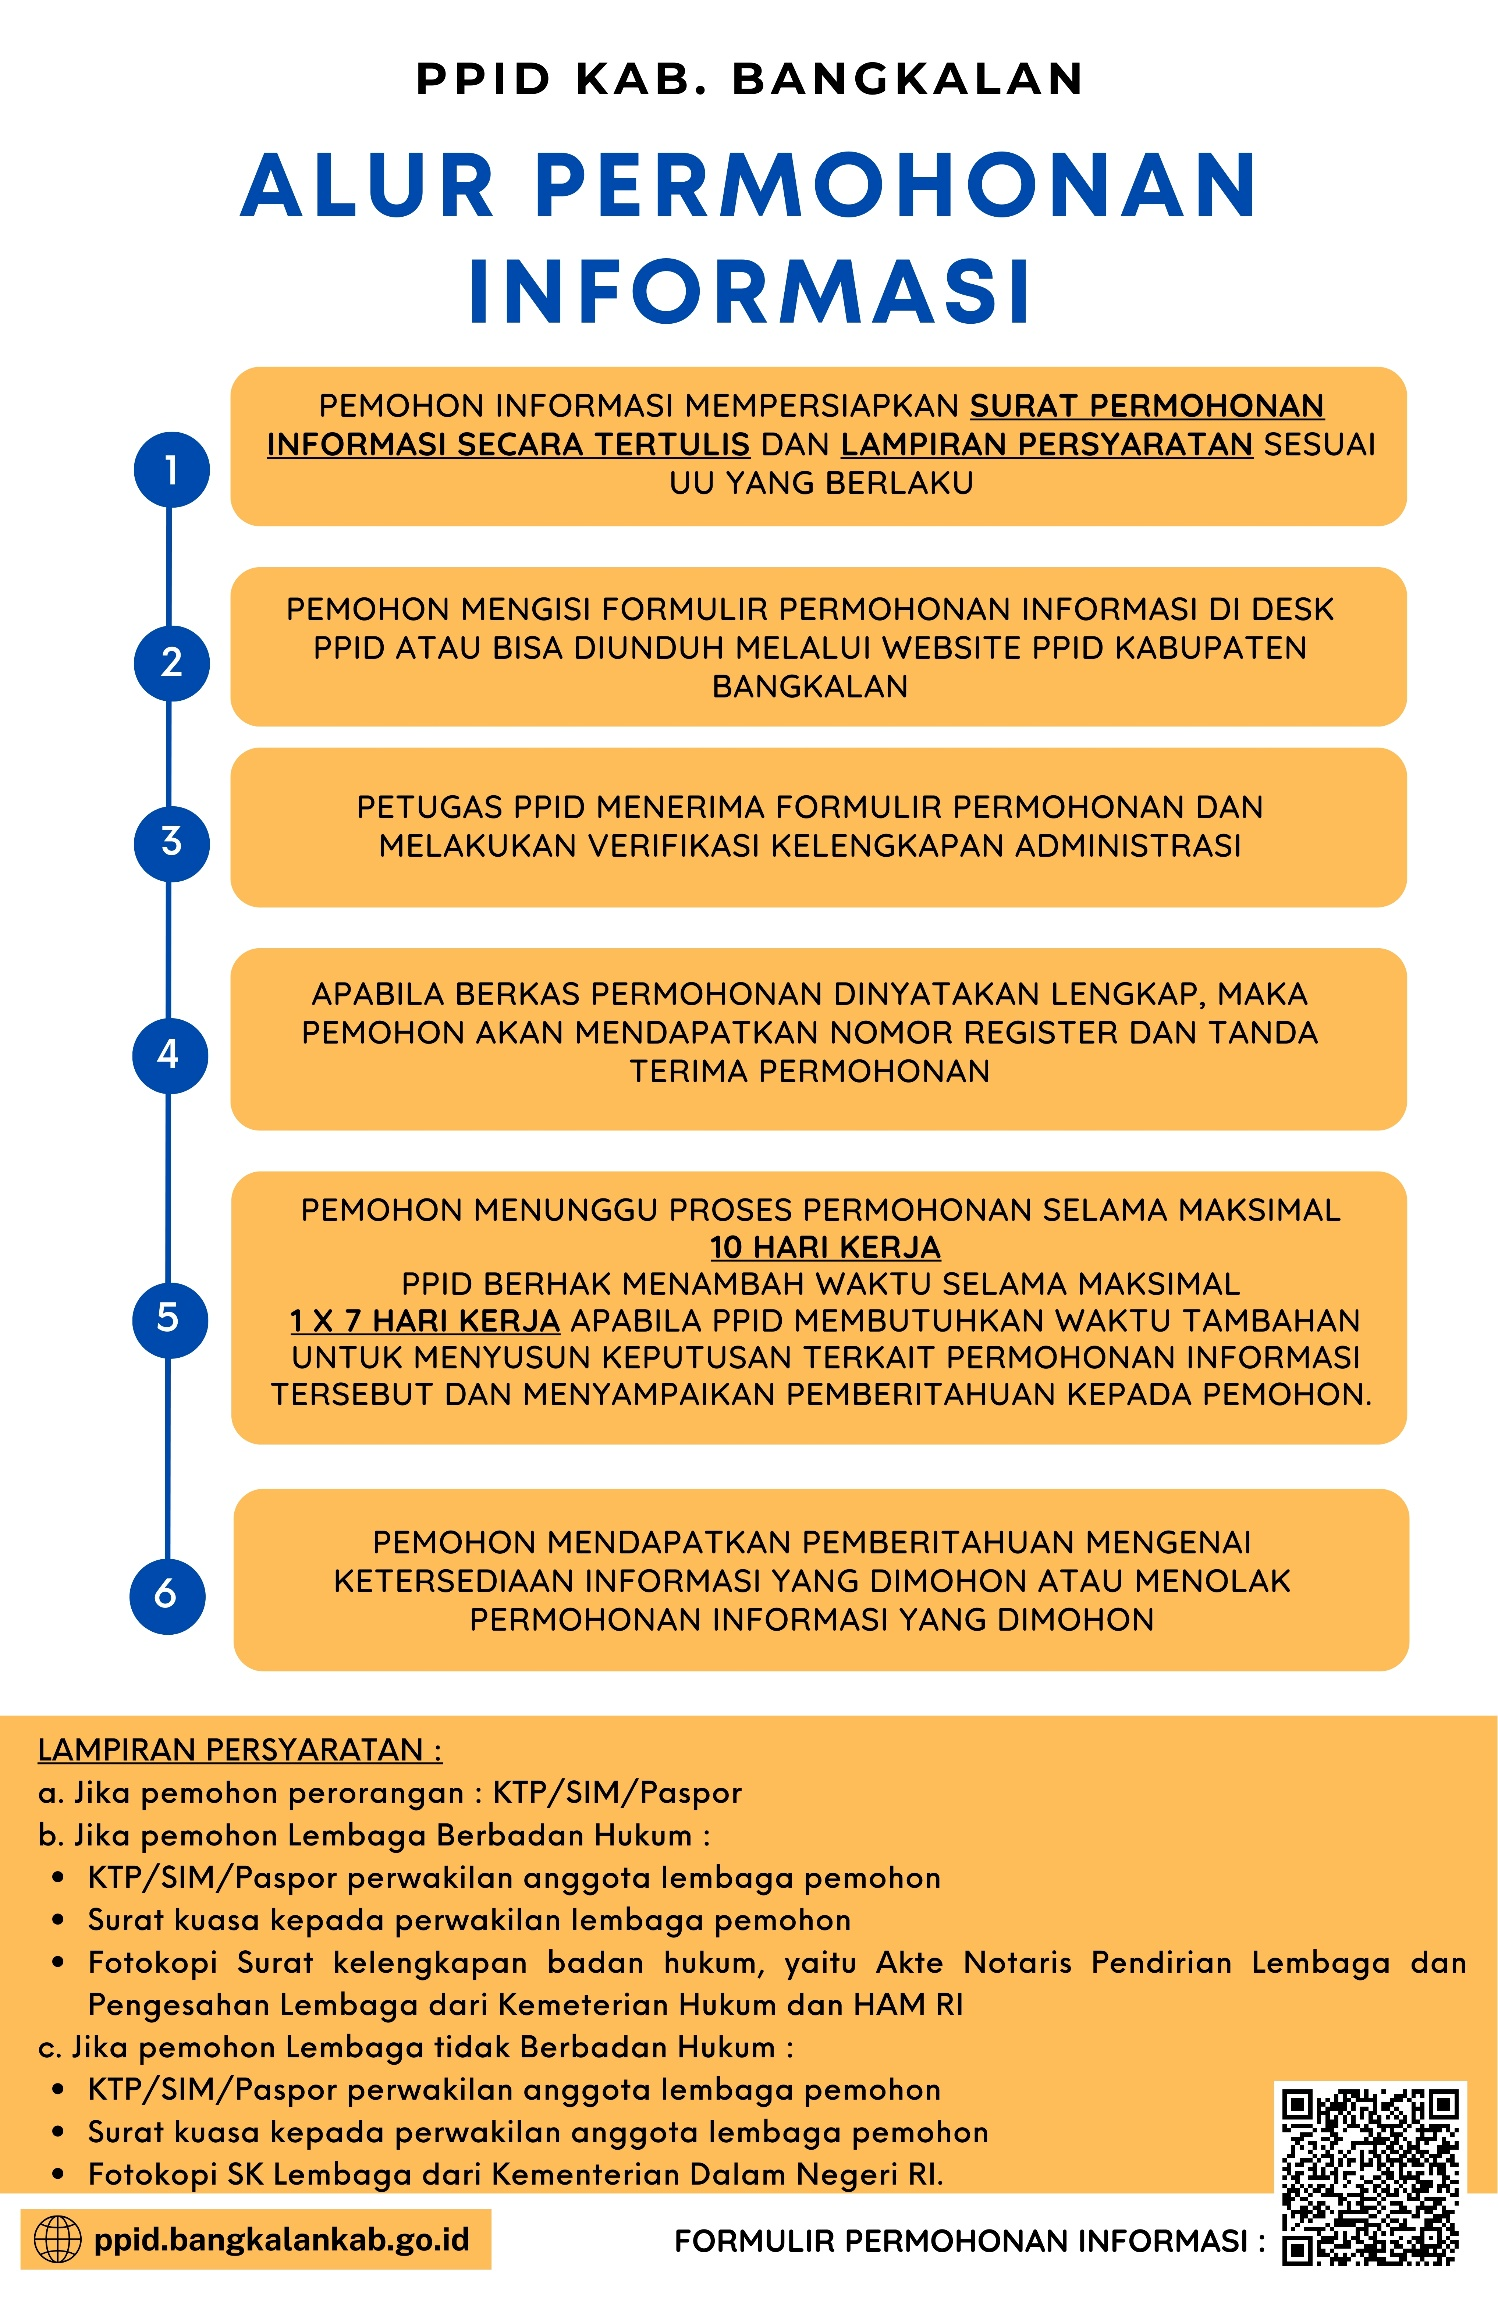 PPID KAB. BANGKALAN
ALUR PERMOHONAN
INFORMASI
1
PEMOHON INFORMASI MEMPERSIAPKAN SURAT PERMOHONAN
INFORMASI SECARA TERTULIS DAN LAMPIRAN PERSYARATAN SESUAI
UU YANG BERLAKU
2
PEMOHON MENGISI FORMULIR PERMOHONAN INFORMASI DI DESK
PPID ATAU BISA DIUNDUH MELALUI WEBSITE PPID KABUPATEN
BANGKALAN
3
PETUGAS PPID MENERIMA FORMULIR PERMOHONAN DAN
MELAKUKAN VERIFIKASI KELENGKAPAN ADMINISTRASI
4
APABILA BERKAS PERMOHONAN DINYATAKAN LENGKAP, MAKA
PEMOHON AKAN MENDAPATKAN NOMOR REGISTER DAN TANDA
TERIMA PERMOHONAN
5
PEMOHON MENUNGGU PROSES PERMOHONAN SELAMA MAKSIMAL
10 HARI KERJA
PPID BERHAK MENAMBAH WAKTU SELAMA MAKSIMAL
1 X 7 HARI KERJA APABILA PPID MEMBUTUHKAN WAKTU TAMBAHAN
UNTUK MENYUSUN KEPUTUSAN TERKAIT PERMOHONAN INFORMASI
TERSEBUT DAN MENYAMPAIKAN PEMBERITAHUAN KEPADA PEMOHON.
6
PEMOHON MENDAPATKAN PEMBERITAHUAN MENGENAI
KETERSEDIAAN INFORMASI YANG DIMOHON ATAU MENOLAK
PERMOHONAN INFORMASI YANG DIMOHON
LAMPIRAN PERSYARATAN :
a. Jika pemohon perorangan : KTP/SIM/Paspor
b. Jika pemohon Lembaga Berbadan Hukum :
• KTP/SIM/Paspor perwakilan anggota lembaga pemohon
• Surat kuasa kepada perwakilan lembaga pemohon
• Fotokopi Surat kelengkapan badan hukum, yaitu Akte Notaris Pendirian Lembaga dan
Pengesahan Lembaga dari Kemeterian Hukum dan HAM RI
c. Jika pemohon Lembaga tidak Berbadan Hukum :
• KTP/SIM/Paspor perwakilan anggota lembaga pemohon
• Surat kuasa kepada perwakilan anggota lembaga pemohon
• Fotokopi SK Lembaga dari Kementerian Dalam Negeri RI.
ppid.bangkalankab.go.id
FORMULIR PERMOHONAN INFORMASI :